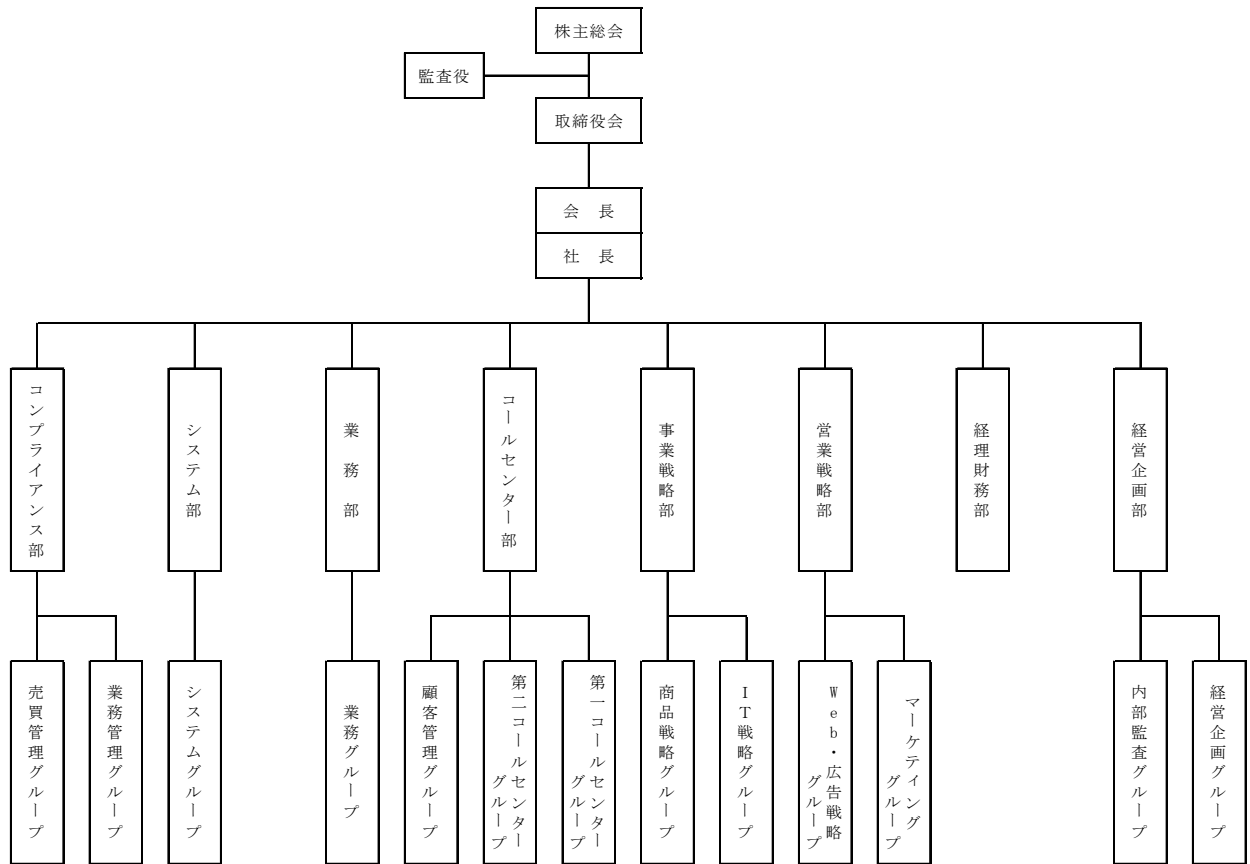 株主総会
監査役
取締役会
会　長
社　長
コンプライアンス部
システム部
業　務　部
コールセンター部
事業戦略部
営業戦略部
経理財務部
経営企画部
売買管理グループ
業務管理グループ
システムグループ
業務グループ
顧客管理グループ
第二コールセンター
グループ
第一コールセンター
グループ
商品戦略グループ
IT戦略グループ
Web・広告戦略
グループ
マーケティング
グループ
内部監査グループ
経営企画グループ